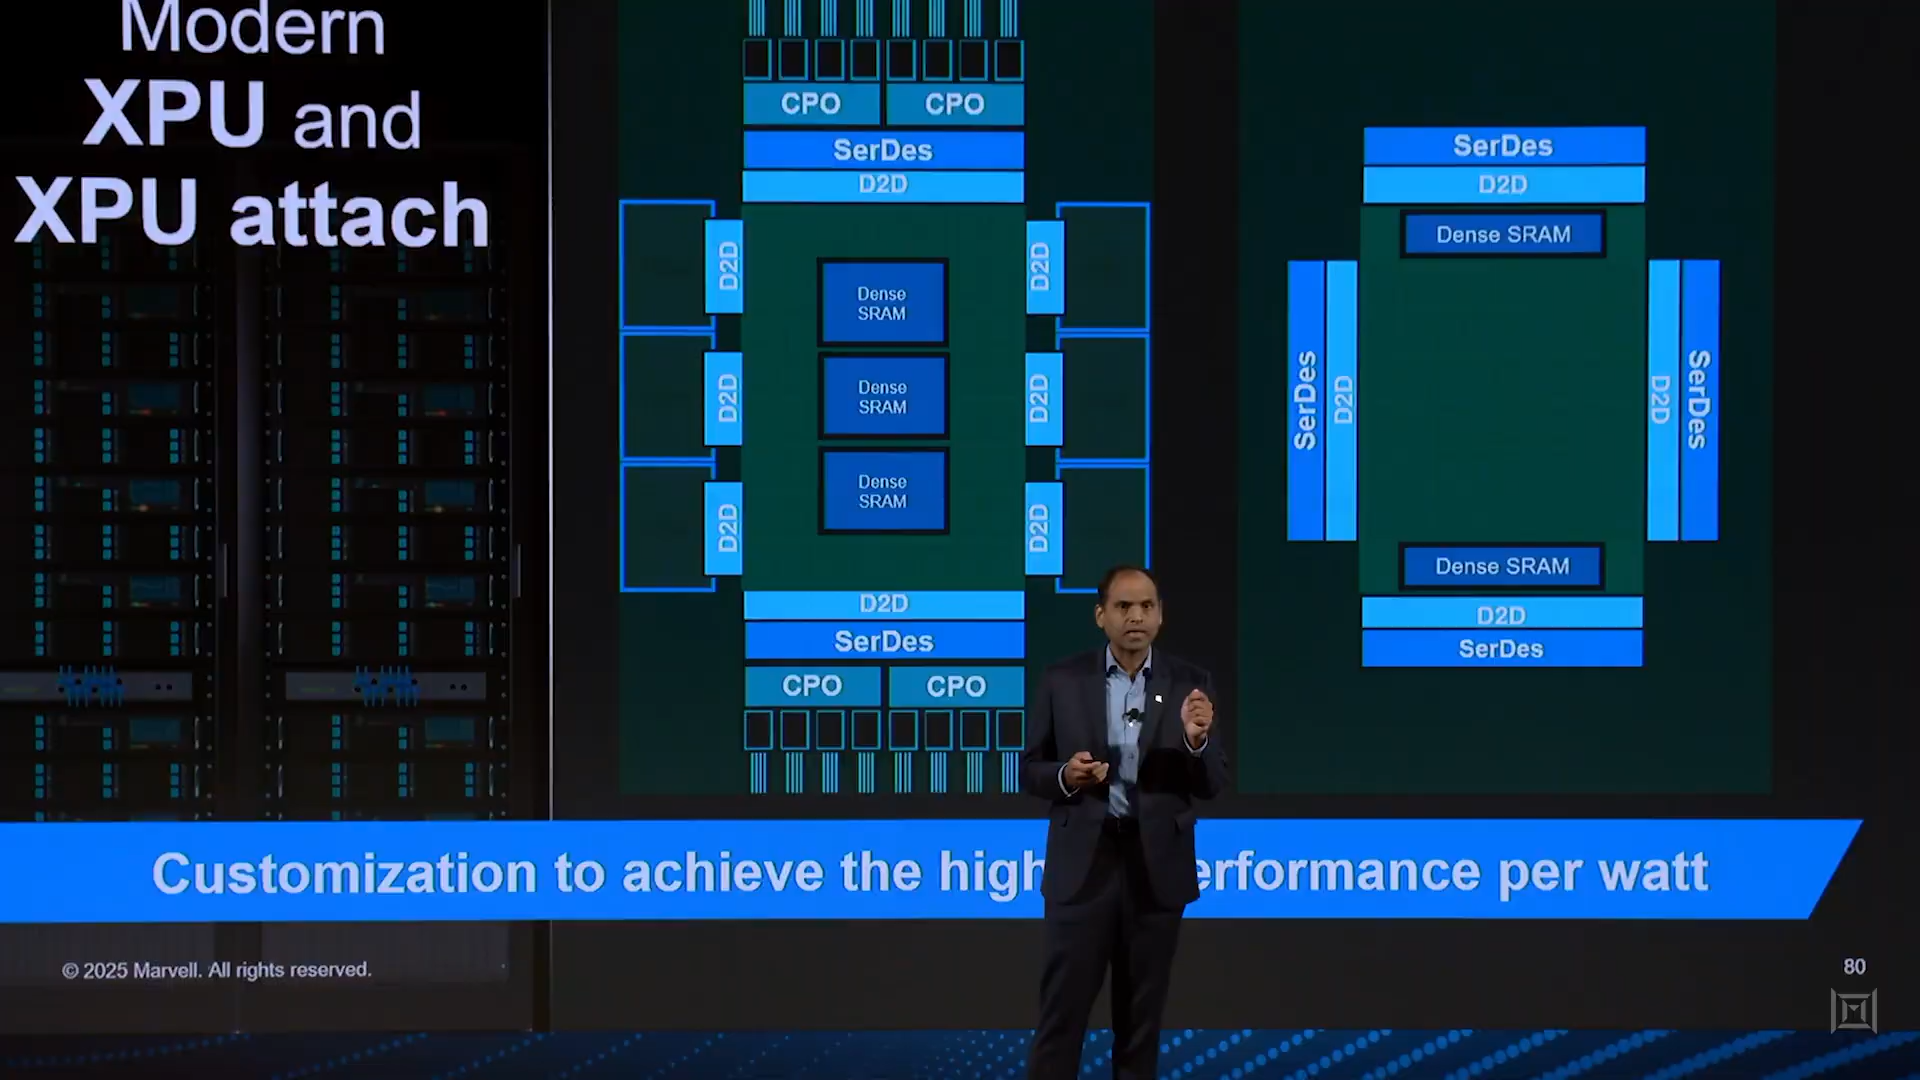 Modern
XPU and
XPU attach
CPO CPO
SerDes
D2D
D2D
D2D
D2D
D2D
D2D
D2D
Dense
SRAM
Dense
SRAM
Dense
SRAM
D2D
SerDes
CPO CPO
SerDes
D2D
Dense SRAM
SerDes
D2D
D2D
SerDes
Dense SRAM
D2D
SerDes
Customization to achieve the per watt
© 2025 Marvell. All rights reserved.
80